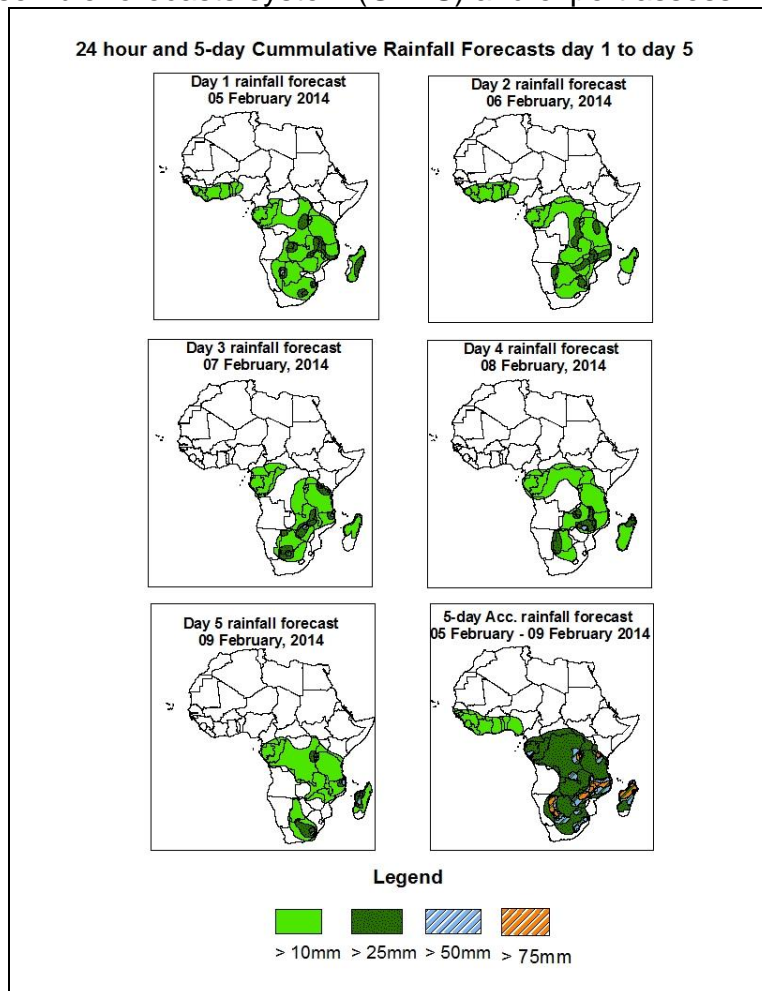 24 hour and 5-day Cummulative Rainfall Forecasts day 1 to day 5
Day 1 rainfall forecast
05 February 2014
Day 2 rainfall forecast
06 February, 2014
Day 3 rainfall forecast
07 February, 2014
Day 4 rainfall forecast
08 February, 2014
Day 5 rainfall forecast
09 February, 2014
5-day Acc. rainfall forecast
05 February - 09 February 2014
Legend
> 10mm > 25mm > 50mm > 75mm